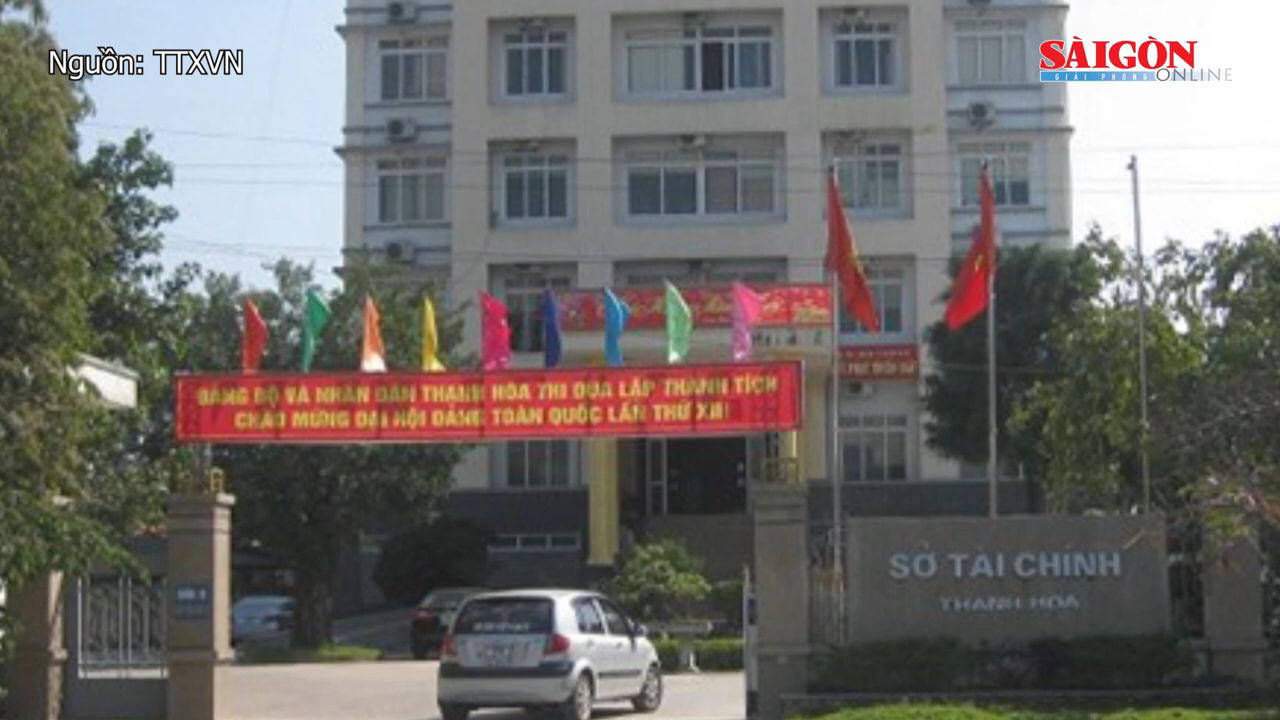 Nguồn: TTXVN
SÀIGÒN
GIẢI PHÓNG ONLINE
ĐẢNG BỘ VÀ NHÂN DÂN THANH HÓA THI ĐUA LẬP THÀNH TÍCH
CHÀO MỪNG ĐẠI HỘI ĐẢNG TOÀN QUỐC LẦN THỨ XIII
SỞ TÀI CHÍNH
THANH HÓA